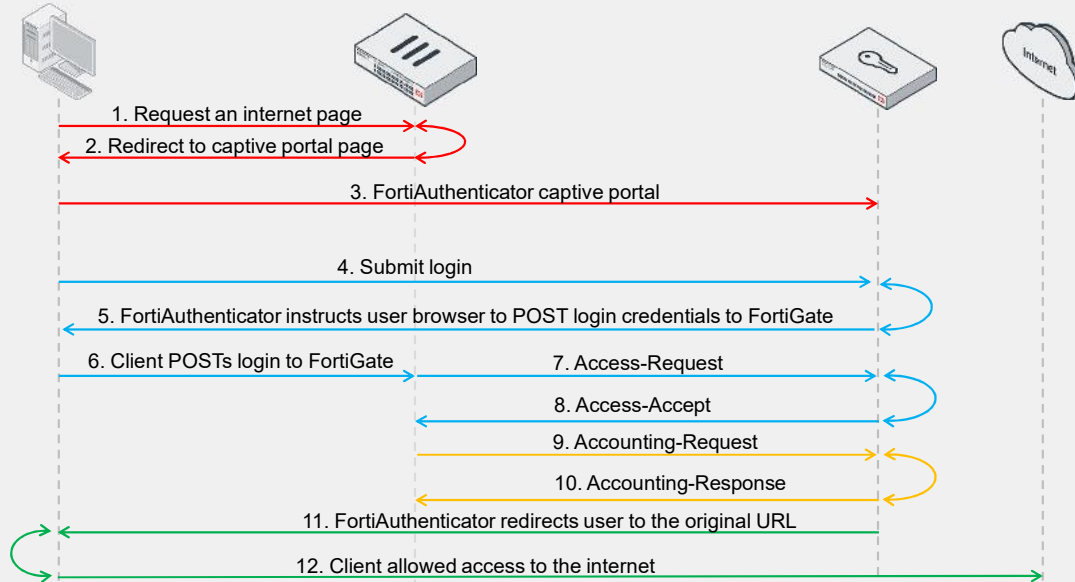 Internet
1. Request an internet page
2. Redirect to captive portal page
3. FortiAuthenticator captive portal
4. Submit login
5. FortiAuthenticator instructs user browser to POST login credentials to FortiGate
6. Client POSTs login to FortiGate
7. Access-Request
8. Access-Accept
9. Accounting-Request
10. Accounting-Response
11. FortiAuthenticator redirects user to the original URL
12. Client allowed access to the internet